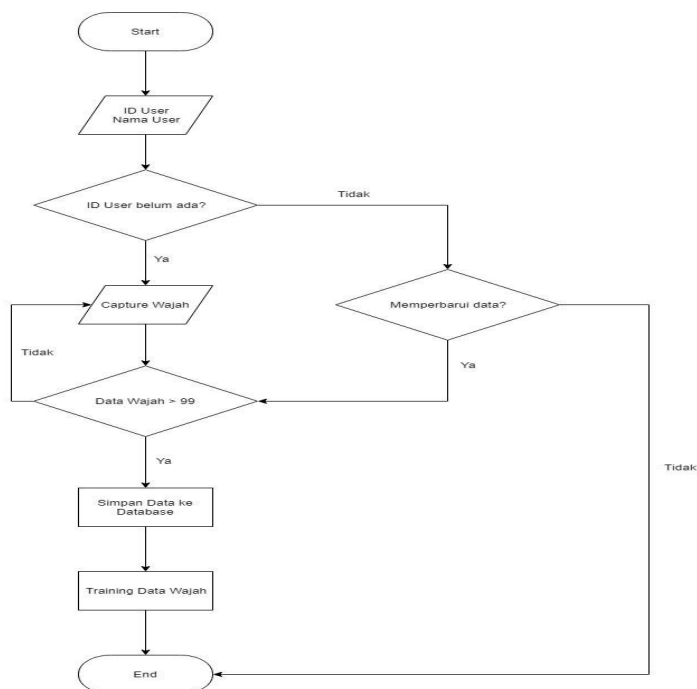 Start
ID User
Nama User
ID User belum ada?
Tidak
Ya
Capture Wajah
Memperbarui data?
Tidak
Ya
Data Wajah > 99
Ya
Tidak
Simpan Data ke
Database
Training Data Wajah
End